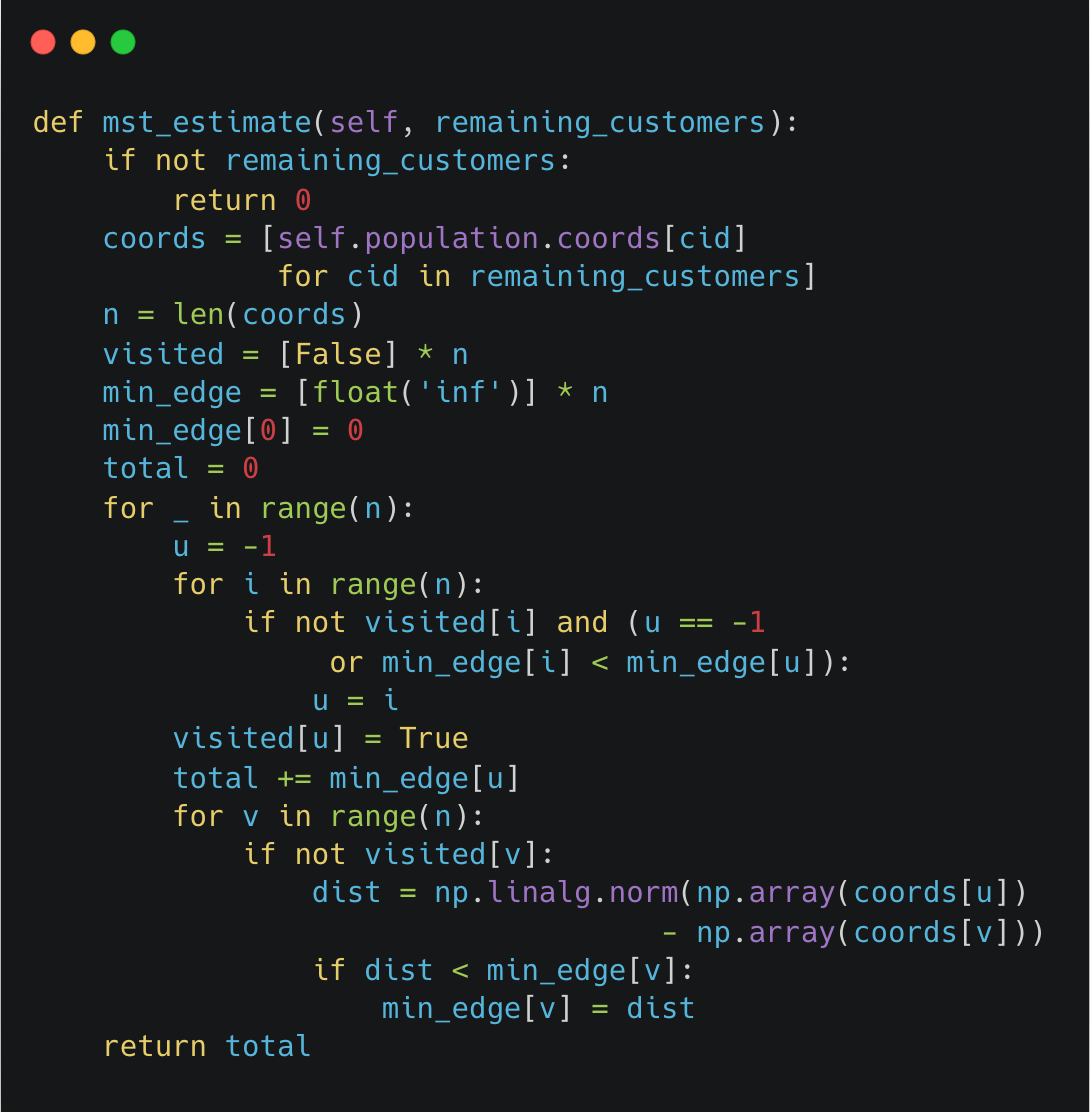 def mst_estimate(self, remaining_customers):
    if not remaining_customers:
        return 0
    coords = [self.population.coords[cid]
              for cid in remaining_customers]
    n = len(coords)
    visited = [False] * n
    min_edge = [float('inf')] * n
    min_edge[0] = 0
    total = 0
    for _ in range(n):
        u = -1
        for i in range(n):
            if not visited[i] and (u == -1
                 or min_edge[i] < min_edge[u]):
                u = i
        visited[u] = True
        total += min_edge[u]
        for v in range(n):
            if not visited[v]:
                dist = np.linalg.norm(np.array(coords[u])
                                    - np.array(coords[v]))
                if dist < min_edge[v]:
                    min_edge[v] = dist
    return total